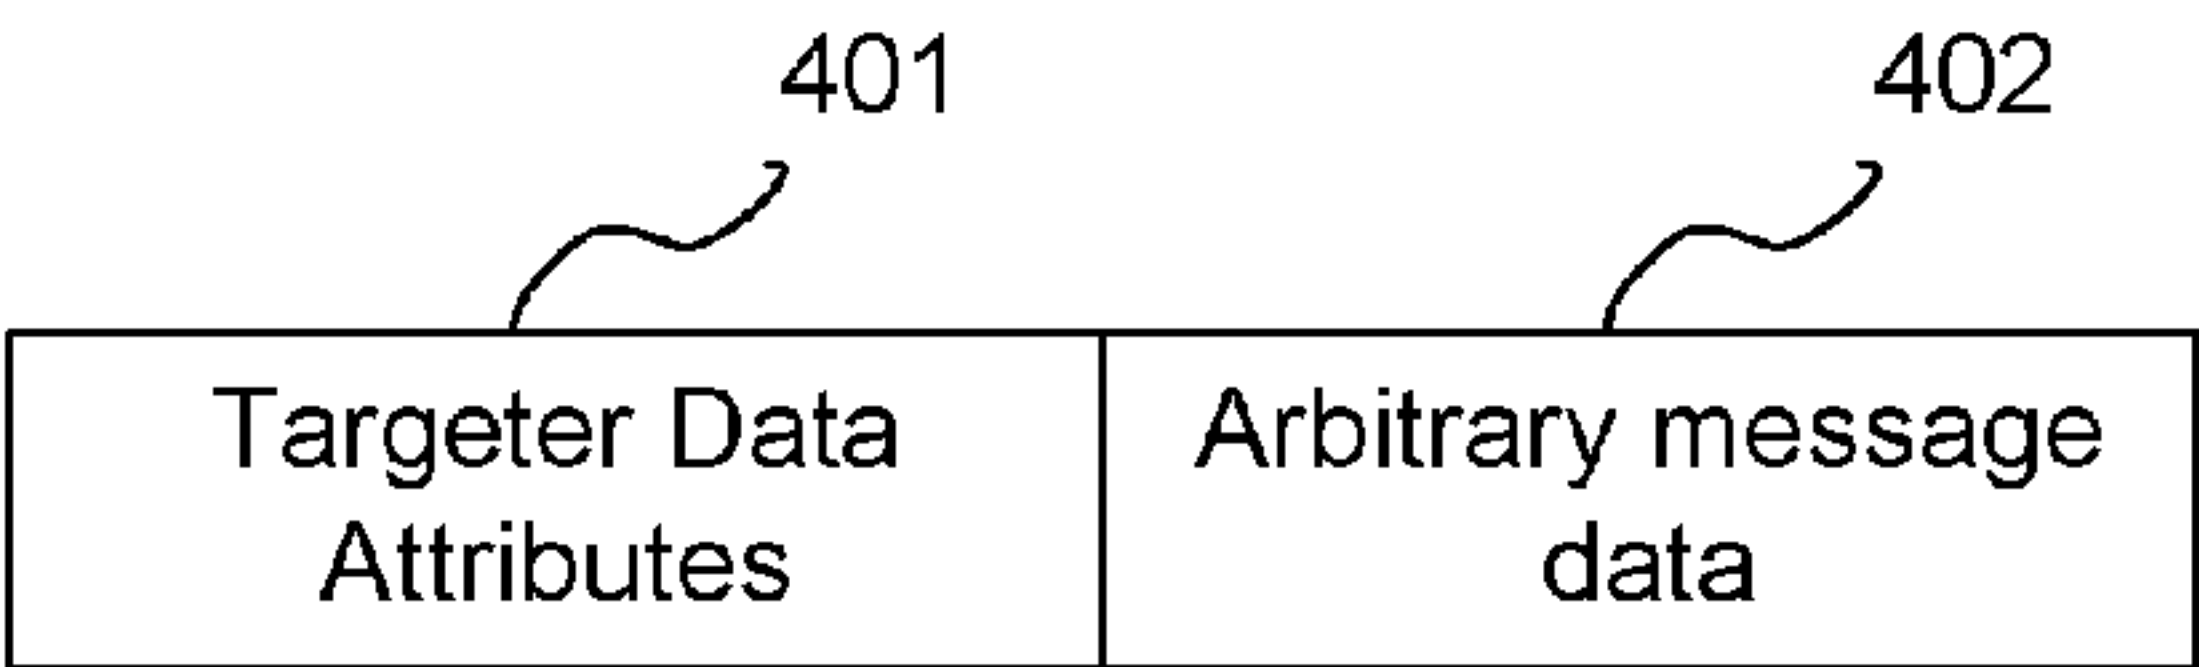 401
402
Targeter Data
Attributes
Arbitrary message
data